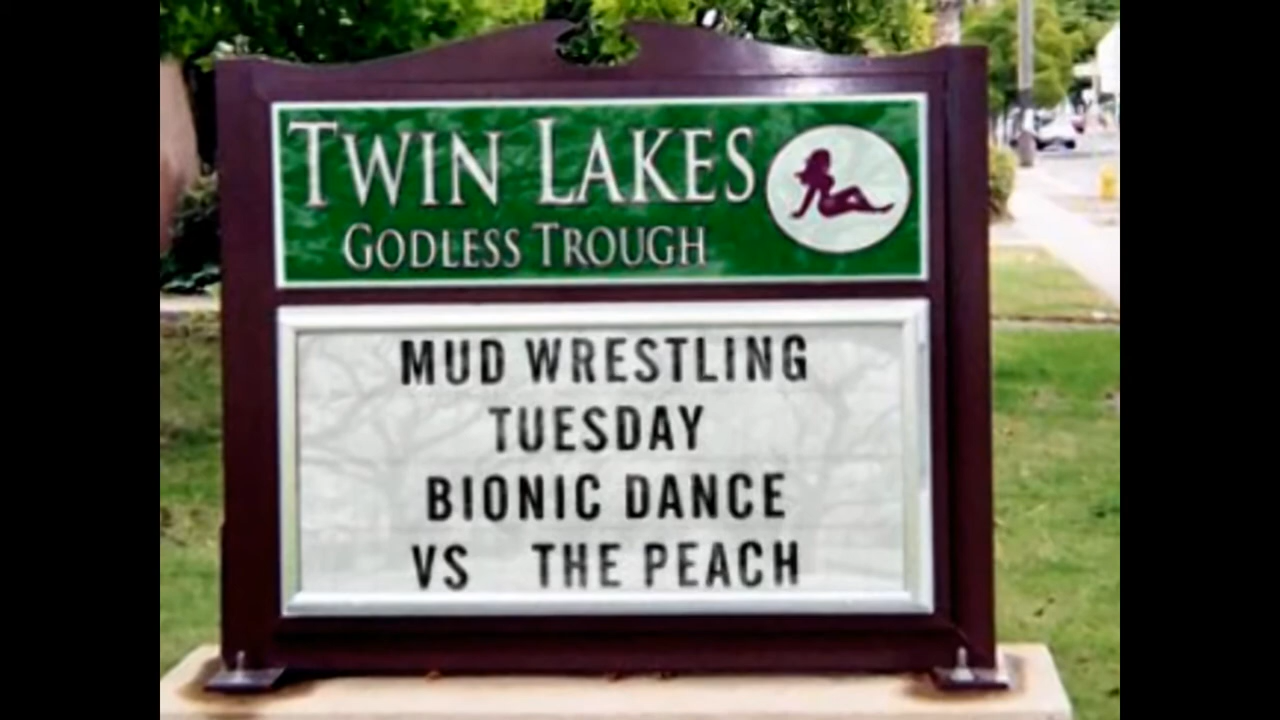 TWIN LAKES
GODLESS TROUGH
MUD WRESTLING
TUESDAY
BIONIC DANCE
VS THE PEACH